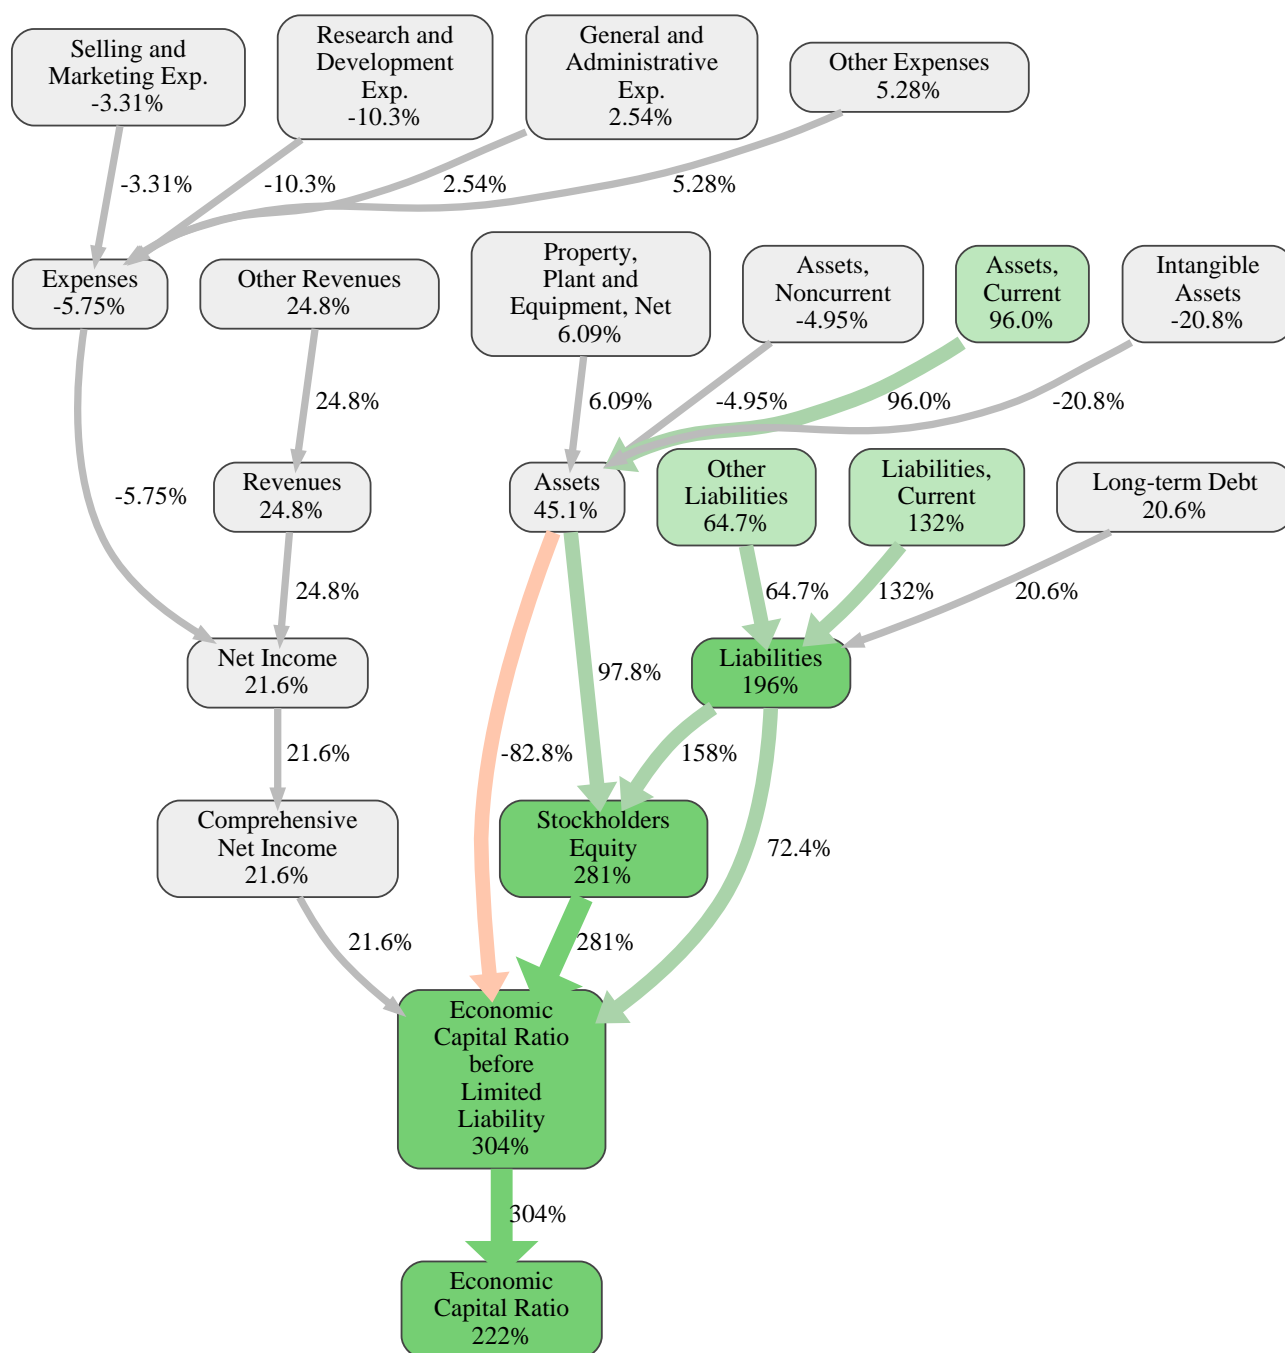 Selling and
Marketing Exp.
-3.31%
Research and
Development
Exp.
-10.3%
General and
Administrative
Exp.
2.54%
Other Expenses
5.28%
-3.31%
-10.3%
2.54%
5.28%
Expenses
-5.75%
Other Revenues
24.8%
Property,
Plant and
Equipment, Net
6.09%
Assets,
Noncurrent
-4.95%
Assets,
Current
96.0%
Intangible
Assets
-20.8%
24.8%
6.09%
-4.95%
96.0%
-20.8%
-5.75%
Revenues
24.8%
Assets
45.1%
Other
Liabilities
64.7%
Liabilities,
Current
132%
Long-term Debt
20.6%
24.8%
64.7%
132%
20.6%
Net Income
21.6%
97.8%
Liabilities
196%
21.6%
-82.8%
158%
Comprehensive
Net Income
21.6%
Stockholders
Equity
281%
72.4%
21.6%
281%
Economic
Capital Ratio
before
Limited
Liability
304%
304%
Economic
Capital Ratio
222%